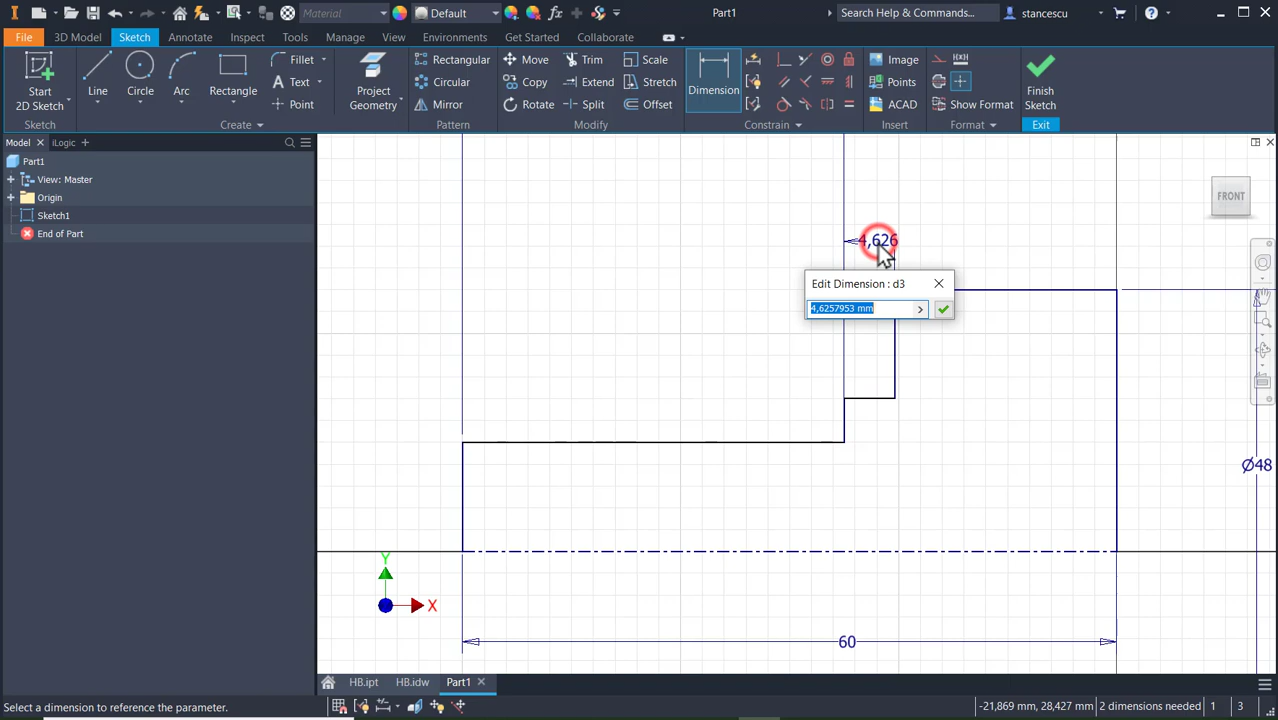 Material
Default
Part1
Search Help & Commands...
stancescu
File
3D Model
Sketch
Annotate
Inspect
Tools
Manage
View
Environments
Get Started
Collaborate
Start
2D Sketch
Line
Circle
Arc
Rectangle
Fillet
Text
Point
Project
Geometry
Rectangular
Circular
Mirror
Move
Copy
Rotate
Trim
Extend
Split
Scale
Stretch
Offset
Dimension
Image
Points
ACAD
Show Format
Finish
Sketch
Sketch
Create
Pattern
Modify
Constrain
Insert
Format
Exit
Model
iLogic
Part1
View: Master
Origin
Sketch1
End of Part
FRONT
4,626
Edit Dimension : d3
4,6257953 mm
Ø48
Y
X
60
HB.ipt
HB.idw
Part1
Select a dimension to reference the parameter.
-21,869 mm, 28,427 mm
2 dimensions needed
1
3